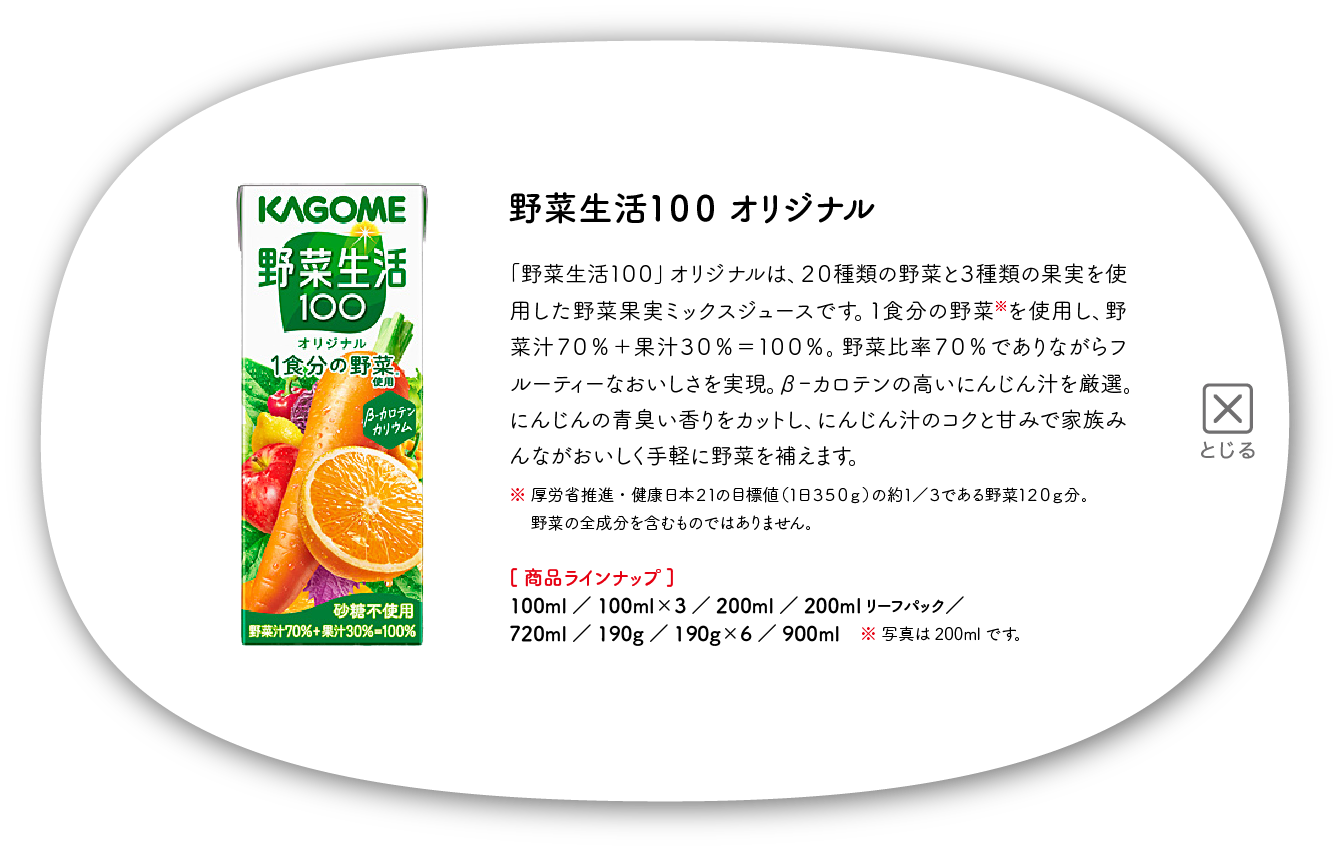 KAGOME
野菜生活
100
オリジナル
1食分の野菜※
使用
β-カロテン
カリウム
砂糖不使用
野菜汁70%+果汁30%=100%
野菜生活100 オリジナル
「野菜生活100」オリジナルは、20種類の野菜と3種類の果実を使
用した野菜果実ミックスジュースです。1食分の野菜※を使用し、野
菜汁70%+果汁30%=100%。野菜比率70%でありながらフ
ルーティーなおいしさを実現。β-カロテンの高いにんじん汁を厳選。
にんじんの青臭い香りをカットし、にんじん汁のコクと甘みで家族み
んながおいしく手軽に野菜を補えます。
※ 厚労省推進・健康日本21の目標値(1日350g)の約1/3である野菜120g分。
野菜の全成分を含むものではありません。
[ 商品ラインナップ ]
100ml / 100ml×3 / 200ml / 200ml リーフパック/
720ml / 190g / 190g×6 / 900ml ※ 写真は 200ml です。
とじる